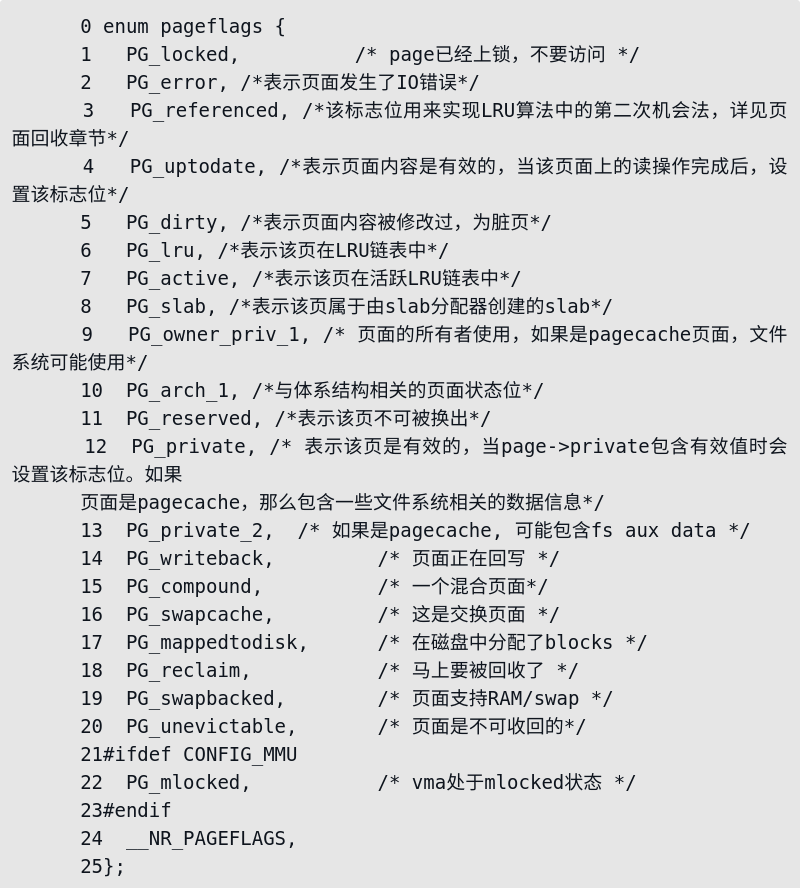 0 enum pageflags {
1   PG_locked,          /* page已经上锁，不要访问 */
2   PG_error, /*表示页面发生了IO错误*/
3   PG_referenced, /*该标志位用来实现LRU算法中的第二次机会法，详见页
面回收章节*/
4   PG_uptodate, /*表示页面内容是有效的，当该页面上的读操作完成后，设
置该标志位*/
5   PG_dirty, /*表示页面内容被修改过，为脏页*/
6   PG_lru, /*表示该页在LRU链表中*/
7   PG_active, /*表示该页在活跃LRU链表中*/
8   PG_slab, /*表示该页属于由slab分配器创建的slab*/
9   PG_owner_priv_1, /* 页面的所有者使用，如果是pagecache页面，文件
系统可能使用*/
10  PG_arch_1, /*与体系结构相关的页面状态位*/
11  PG_reserved, /*表示该页不可被换出*/
12  PG_private, /* 表示该页是有效的，当page->private包含有效值时会
设置该标志位。如果
页面是pagecache，那么包含一些文件系统相关的数据信息*/
13  PG_private_2,  /* 如果是pagecache, 可能包含fs aux data */
14  PG_writeback,         /* 页面正在回写 */
15  PG_compound,          /* 一个混合页面*/
16  PG_swapcache,         /* 这是交换页面 */
17  PG_mappedtodisk,      /* 在磁盘中分配了blocks */
18  PG_reclaim,           /* 马上要被回收了 */
19  PG_swapbacked,        /* 页面支持RAM/swap */
20  PG_unevictable,       /* 页面是不可收回的*/
21#ifdef CONFIG_MMU
22  PG_mlocked,           /* vma处于mlocked状态 */
23#endif
24  __NR_PAGEFLAGS,
25};